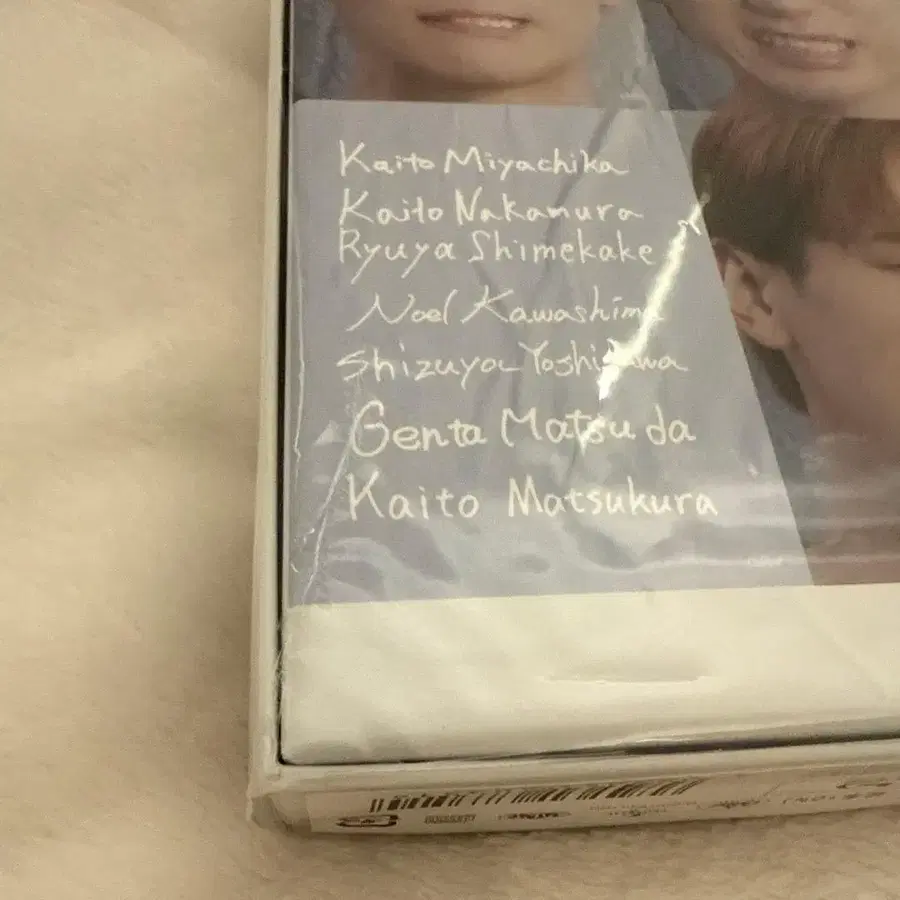 Kaito Miyachika
Kaito Nakamura
Ryuya Shimekake
Noel Kawashima
Shizuya Yoshizawa
Genta Matsuda
Kaito Matsukura